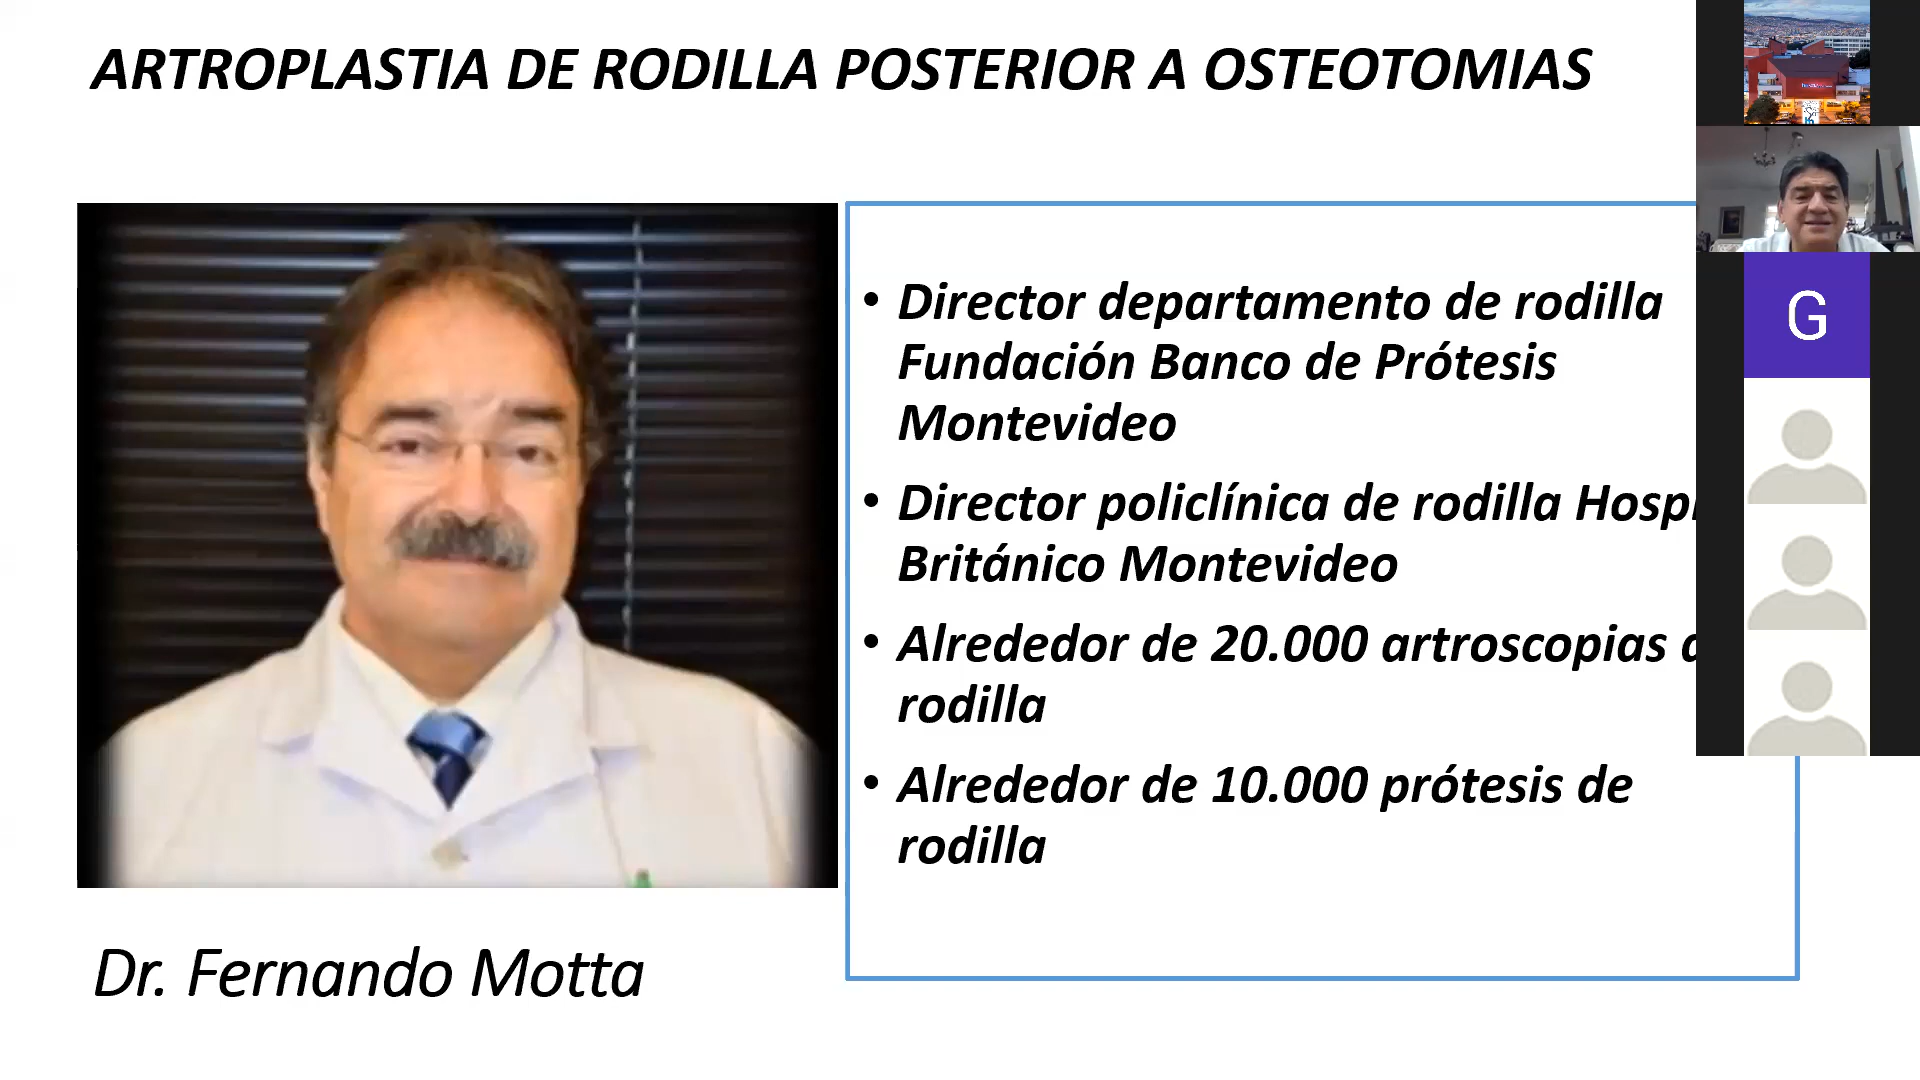 ARTROPLASTIA DE RODILLA POSTERIOR A OSTEOTOMIAS
• Director departamento de rodilla
Fundación Banco de Prótesis
Montevideo
• Director policlínica de rodilla
Británico Montevideo
• Alrededor de 20.000 artroscopias
rodilla
• Alrededor de 10.000 prótesis de
rodilla
Dr. Fernando Motta
G